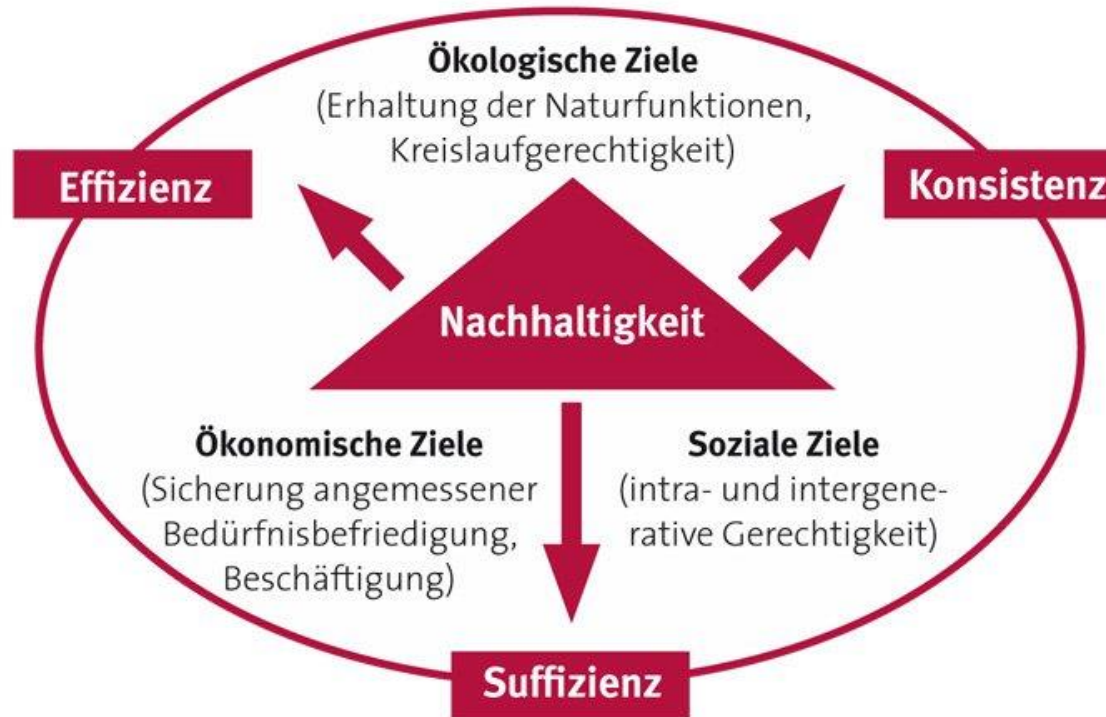 Ökologische Ziele
(Erhaltung der Naturfunktionen,
Kreislaufgerechtigkeit)
Effizienz
Konsistenz
Nachhaltigkeit
Ökonomische Ziele
(Sicherung angemessener
Bedürfnisbefriedigung,
Beschäftigung)
Soziale Ziele
(intra- und intergene-
rative Gerechtigkeit)
Suffizienz